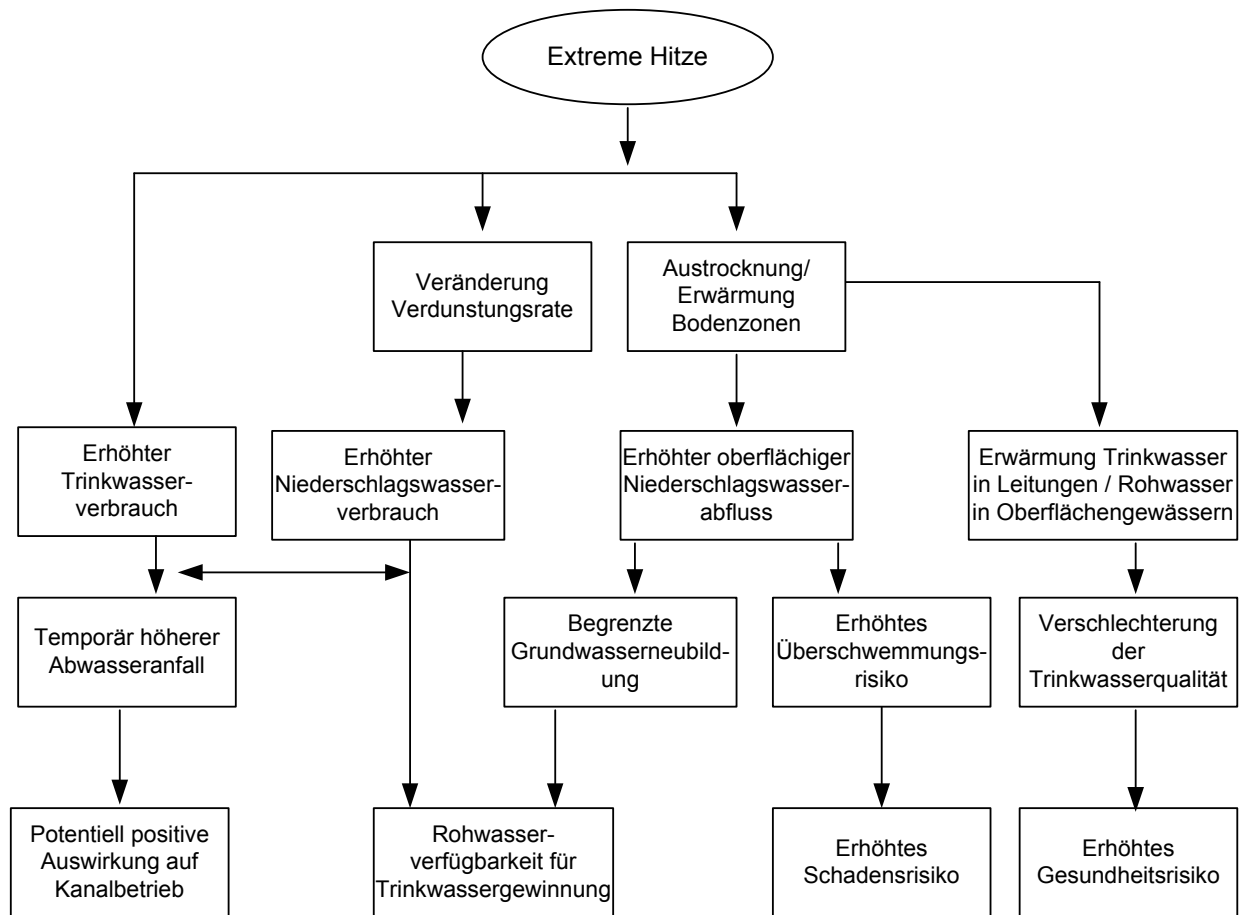 Extreme Hitze
Veränderung
Verdunstungsrate
Austrocknung/
Erwärmung
Bodenzonen
Erhöhter
Trinkwasser-
verbrauch
Erhöhter
Niederschlagswasser-
verbrauch
Erhöhter oberflächiger
Niederschlagswasser-
abfluss
Erwärmung Trinkwasser
in Leitungen / Rohwasser
in Oberflächengewässern
Temporär höherer
Abwasseranfall
Begrenzte
Grundwasserneubild-
ung
Erhöhtes
Überschwemmungs-
risiko
Verschlechterung
der
Trinkwasserqualität
Potentiell positive
Auswirkung auf
Kanalbetrieb
Rohwasser-
verfügbarkeit für
Trinkwassergewinnung
Erhöhtes
Schadensrisiko
Erhöhtes
Gesundheitsrisiko